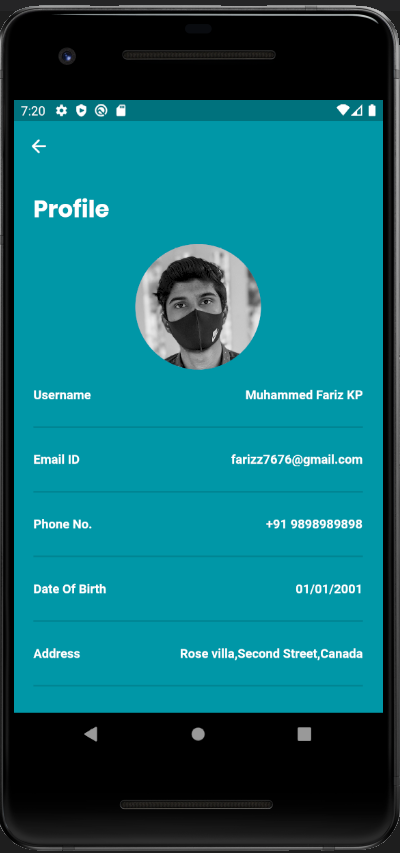 7:20
Profile
Username Muhammed Fariz KP
Email ID farizz7676@gmail.com
Phone No. +91 9898989898
Date Of Birth 01/01/2001
Address Rose villa,Second Street,Canada